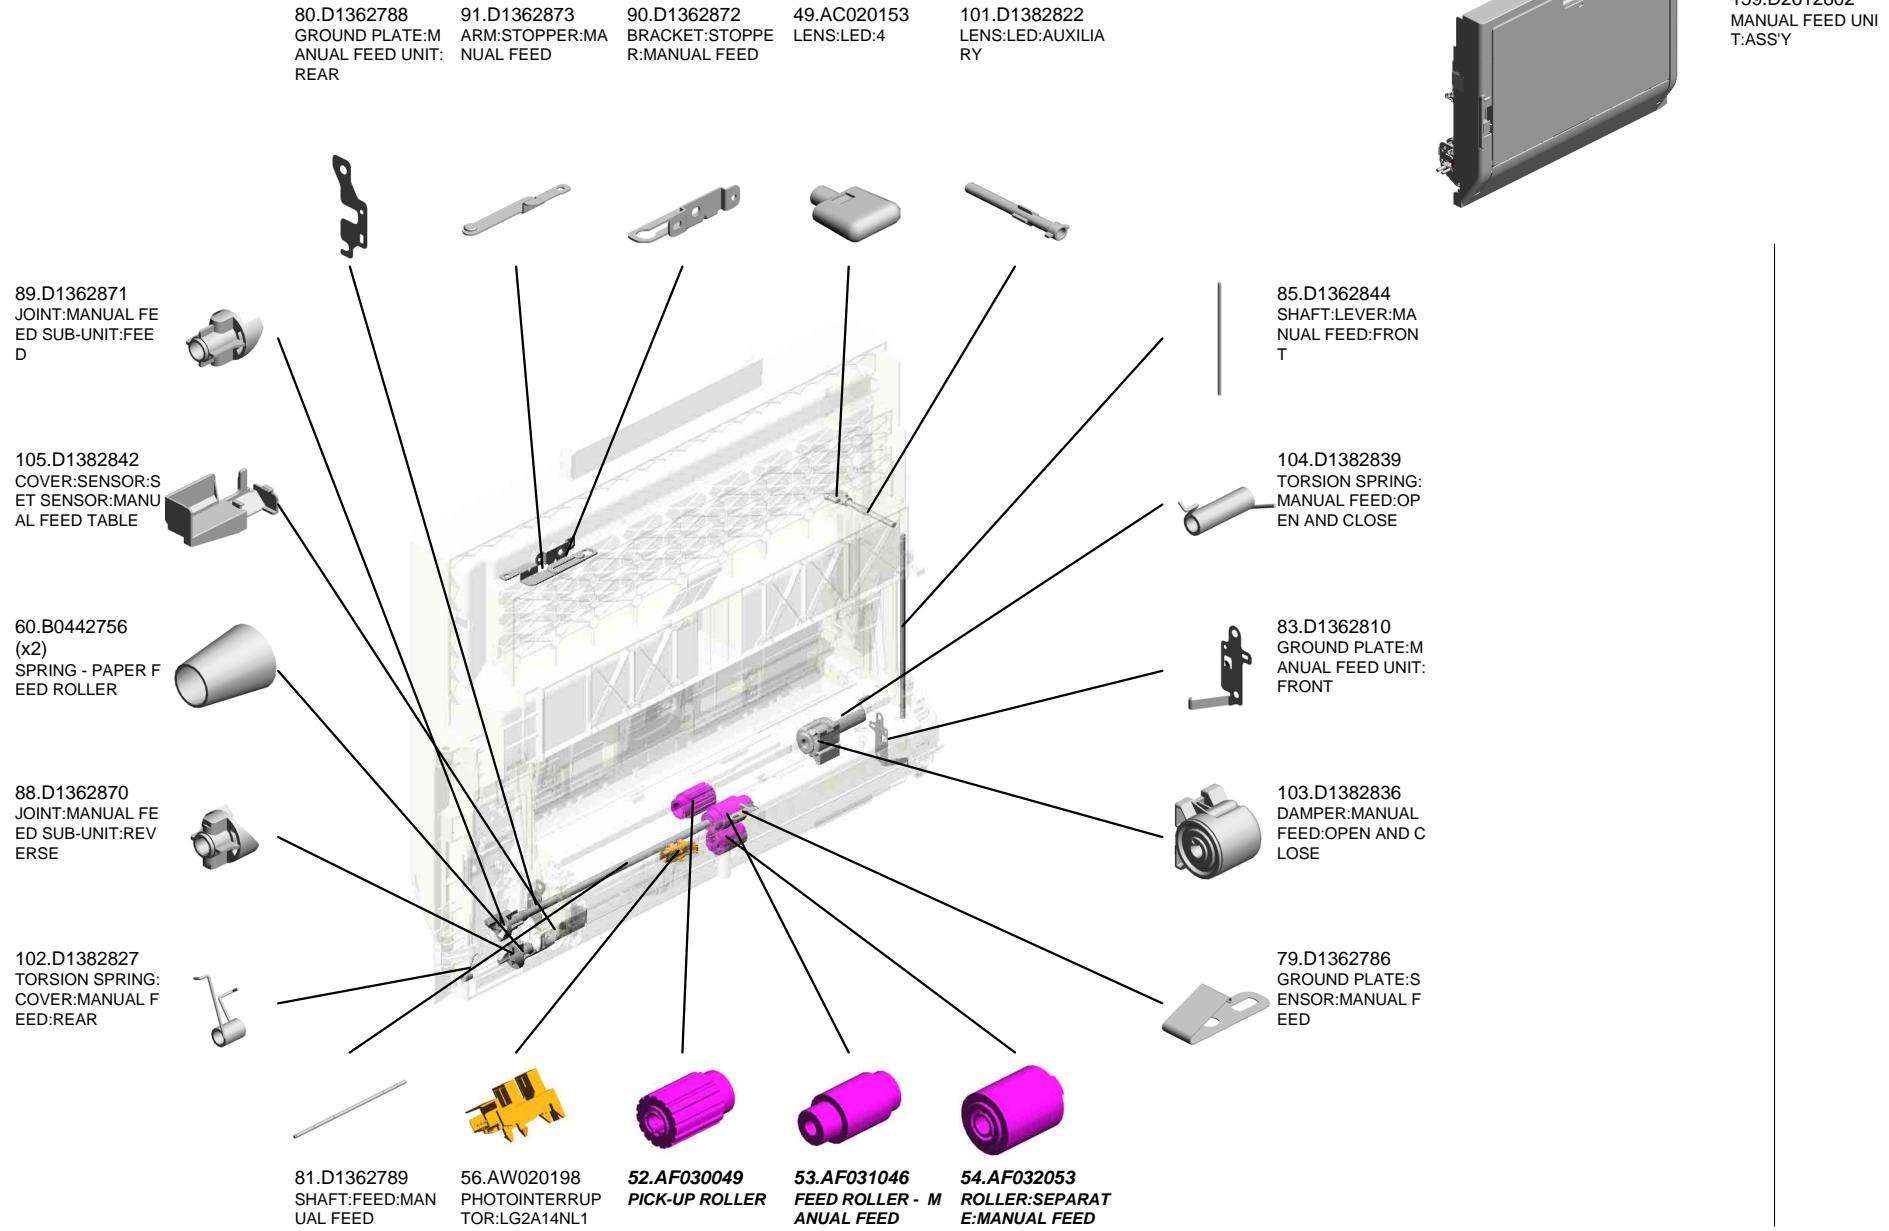 80.D1362788
GROUND PLATE:M
ANUAL FEED UNIT:
REAR
91.D1362873
ARM:STOPPER:MA
NUAL FEED
90.D1362872
BRACKET:STOPPE
R:MANUAL FEED
49.AC020153
LENS:LED:4
101.D1382822
LENS:LED:AUXILIA
RY
MANUAL FEED UNI
T:ASS'Y
89.D1362871
JOINT:MANUAL FE
ED SUB-UNIT:FEE
D
105.D1382842
COVER:SENSOR:S
ET SENSOR:MANU
AL FEED TABLE
60.B0442756
(x2)
SPRING - PAPER F
EED ROLLER
88.D1362870
JOINT:MANUAL FE
ED SUB-UNIT:REV
ERSE
102.D1382827
TORSION SPRING:
COVER:MANUAL F
EED:REAR
85.D1362844
SHAFT:LEVER:MA
NUAL FEED:FRON
T
104.D1382839
TORSION SPRING:
MANUAL FEED:OP
EN AND CLOSE
83.D1362810
GROUND PLATE:M
ANUAL FEED UNIT:
FRONT
103.D1382836
DAMPER:MANUAL
FEED:OPEN AND C
LOSE
79.D1362786
GROUND PLATE:S
ENSOR:MANUAL F
EED
81.D1362789
SHAFT:FEED:MAN
UAL FEED
56.AW020198
PHOTOINTERRUP
TOR:LG2A14NL1
52.AF030049
PICK-UP ROLLER
53.AF031046
FEED ROLLER - M
ANUAL FEED
54.AF032053
ROLLER:SEPARAT
E:MANUAL FEED